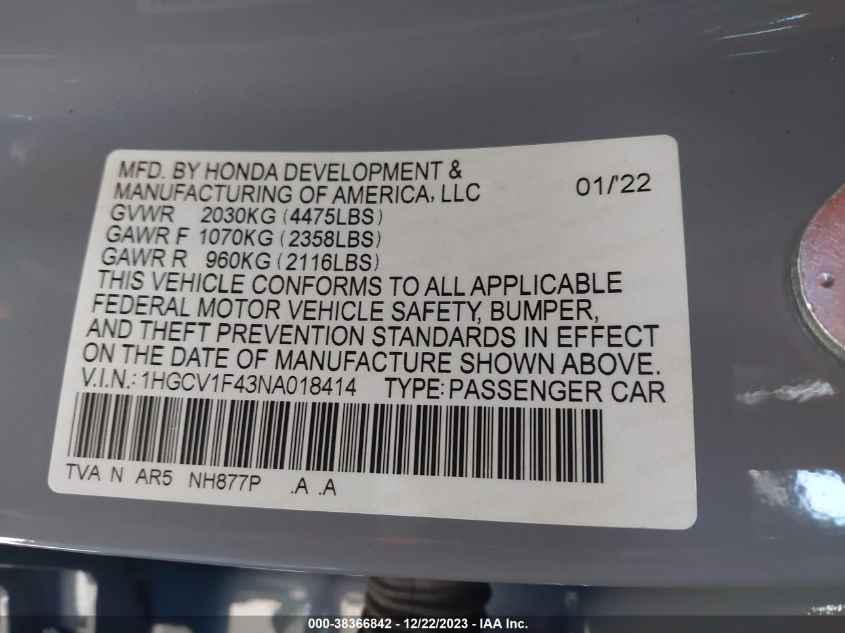 MFD. BY HONDA DEVELOPMENT &
MANUFACTURING OF AMERICA, LLC 01/'22
GVWR 2030KG (4475LBS)
GAWR F 1070KG (2358LBS)
GAWR R 960KG (2116LBS)
THIS VEHICLE CONFORMS TO ALL APPLICABLE
FEDERAL MOTOR VEHICLE SAFETY, BUMPER,
AND THEFT PREVENTION STANDARDS IN EFFECT
ON THE DATE OF MANUFACTURE SHOWN ABOVE.
V.I.N.: 1HGCV1F43NA018414 TYPE: PASSENGER CAR
TVA N AR5 NH877P .A .A
000-38366842 - 12/22/2023 - IAA Inc.